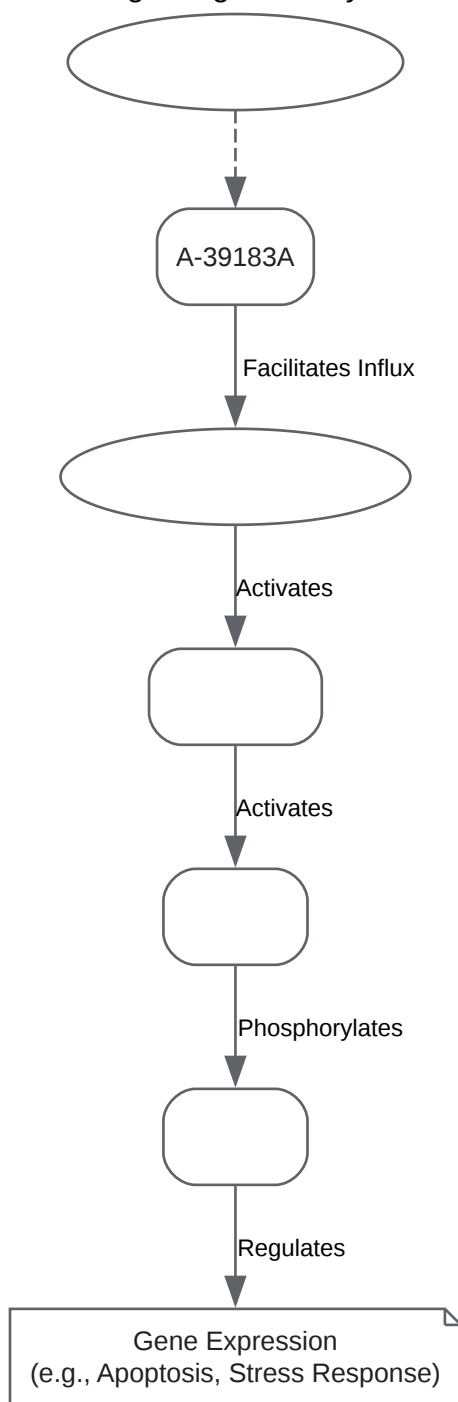 A-39183A
Facilitates Influx
Activates
Activates
Phosphorylates
Regulates
Gene Expression
(e.g., Apoptosis, Stress Response)